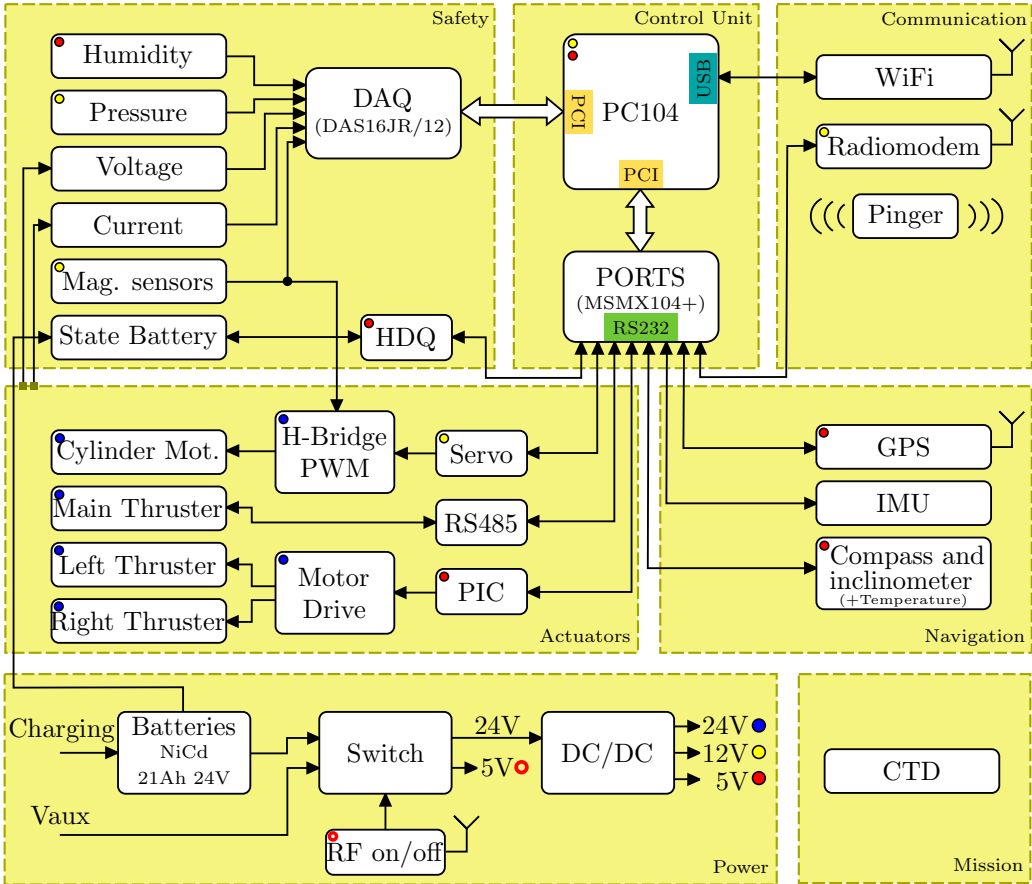 Safety
Humidity
Pressure
Voltage
Current
Mag. sensors
State Battery
DAQ
(DAS16JR/12)
HDQ
Control Unit
PC104
USB
PCI
PCI
PORTS
(MSMX104+)
RS232
Communication
WiFi
Radiomodem
Pinger
Cylinder Mot.
Main Thruster
Left Thruster
Right Thruster
H-Bridge
PWM
Motor
Drive
Servo
RS485
PIC
Actuators
GPS
IMU
Compass and
inclinometer
(+Temperature)
Navigation
Charging
Vaux
Batteries
NiCd
21Ah 24V
Switch
RF on/off
24V
5V
DC/DC
24V
12V
5V
Power
CTD
Mission